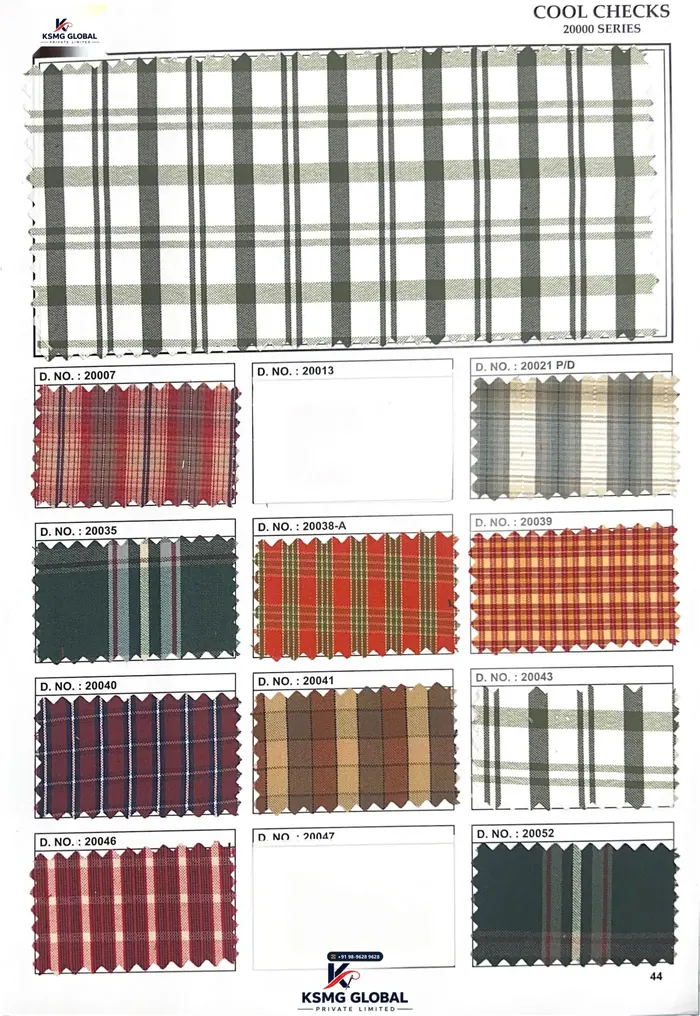 KSMG GLOBAL
PRIVATE LIMITED
COOL CHECKS
20000 SERIES
D. NO. : 20007
D. NO. : 20013
D. NO. : 20021 P/D
D. NO. : 20035
D. NO. : 20038-A
D. NO. : 20039
D. NO. : 20040
D. NO. : 20041
D. NO. : 20043
D. NO. : 20046
D. NO. : 20047
D. NO. : 20052
+91 98-9628 9628
44
KSMG GLOBAL
PRIVATE LIMITED